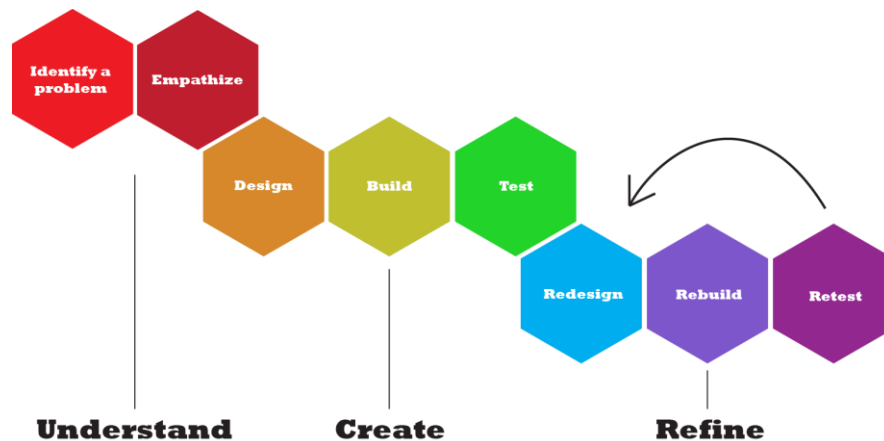 Identify a
problem
Empathize
Design
Build
Test
Redesign
Rebuild
Retest
Understand
Create
Refine